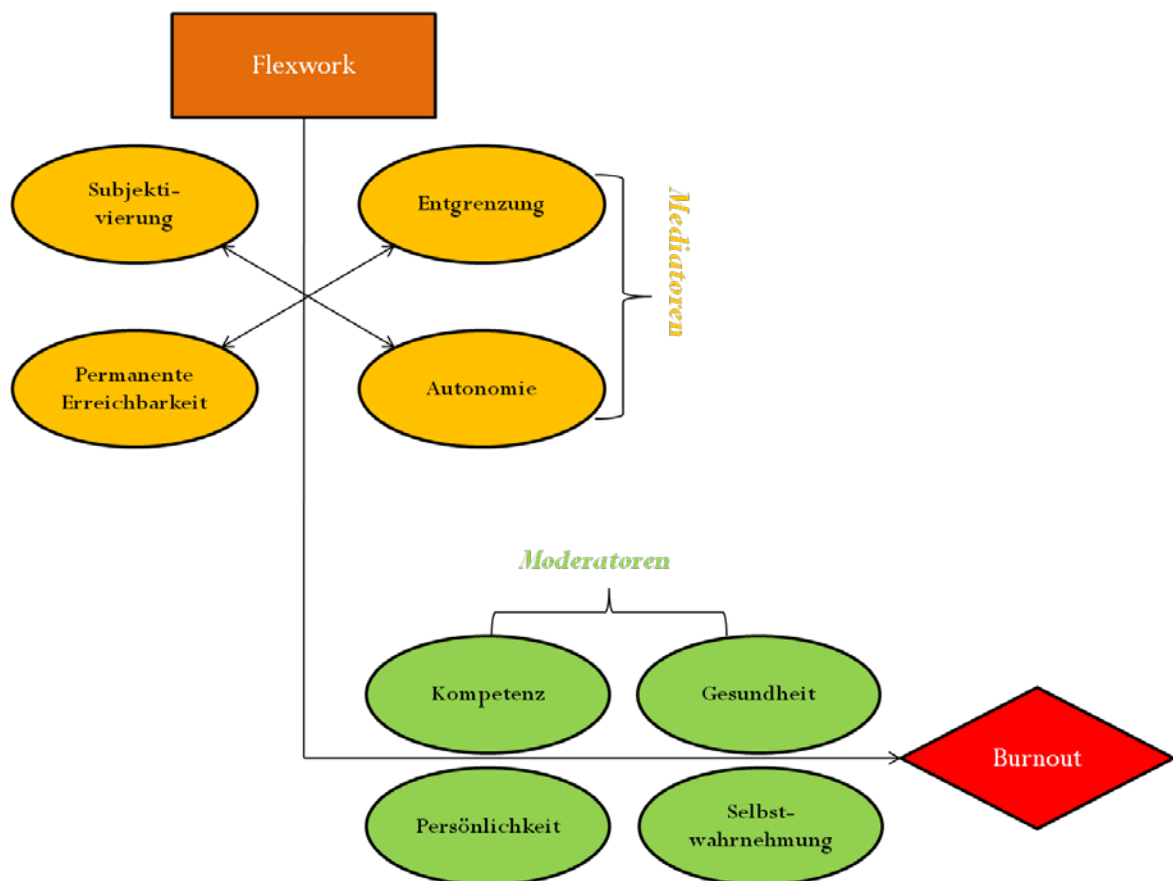 Flexwork
Subjekti-
vierung
Entgrenzung
Mediatoren
Permanente
Erreichbarkeit
Autonomie
Moderatoren
Kompetenz
Gesundheit
Burnout
Persönlichkeit
Selbst-
wahrnehmung